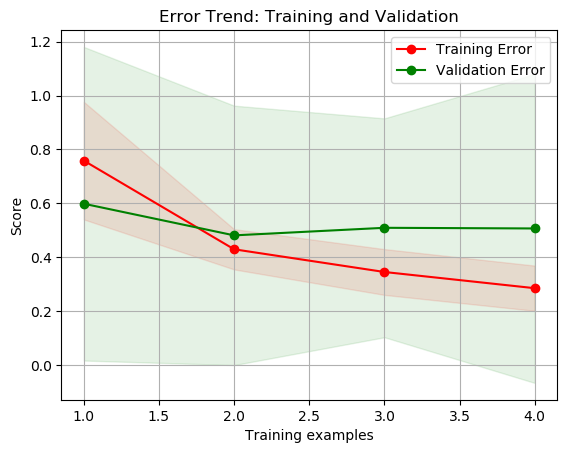 Error Trend: Training and Validation
1.2
1.0
0.8
0.6
0.4
0.2
0.0
Score
Training Error
Validation Error
1.0 1.5 2.0 2.5 3.0 3.5 4.0
Training examples